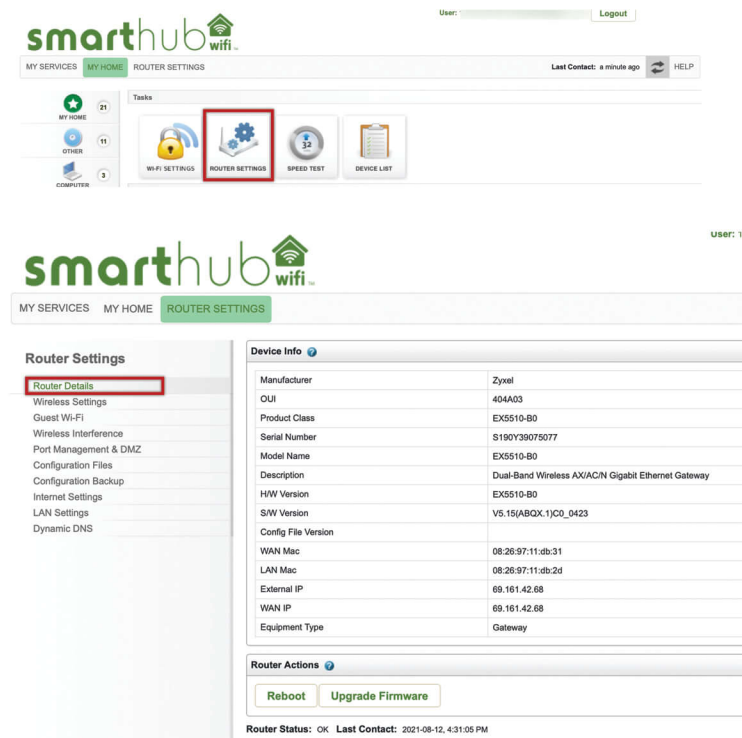 User:
Logout
smarthub wifi
MY SERVICES MY HOME ROUTER SETTINGS
Last Contact: a minute ago HELP
Tasks
21
MY HOME
11
OTHER
3
COMPUTER
32
WI-FI SETTINGS ROUTER SETTINGS SPEED TEST DEVICE LIST
User:
smarthub wifi
MY SERVICES MY HOME ROUTER SETTINGS
Router Settings
Router Details
Wireless Settings
Guest Wi-Fi
Wireless Interference
Port Management & DMZ
Configuration Files
Configuration Backup
Internet Settings
LAN Settings
Dynamic DNS
Device Info ?
Manufacturer Zyxel
OUI 404A03
Product Class EX5510-B0
Serial Number S190Y39075077
Model Name EX5510-B0
Description Dual-Band Wireless AX/AC/N Gigabit Ethernet Gateway
H/W Version EX5510-B0
S/W Version V5.15(ABQX.1)C0_0423
Config File Version
WAN Mac 08:26:97:11:db:31
LAN Mac 08:26:97:11:db:2d
External IP 69.161.42.68
WAN IP 69.161.42.68
Equipment Type Gateway
Router Actions ?
Reboot Upgrade Firmware
Router Status: OK Last Contact: 2021-08-12, 4:31:05 PM